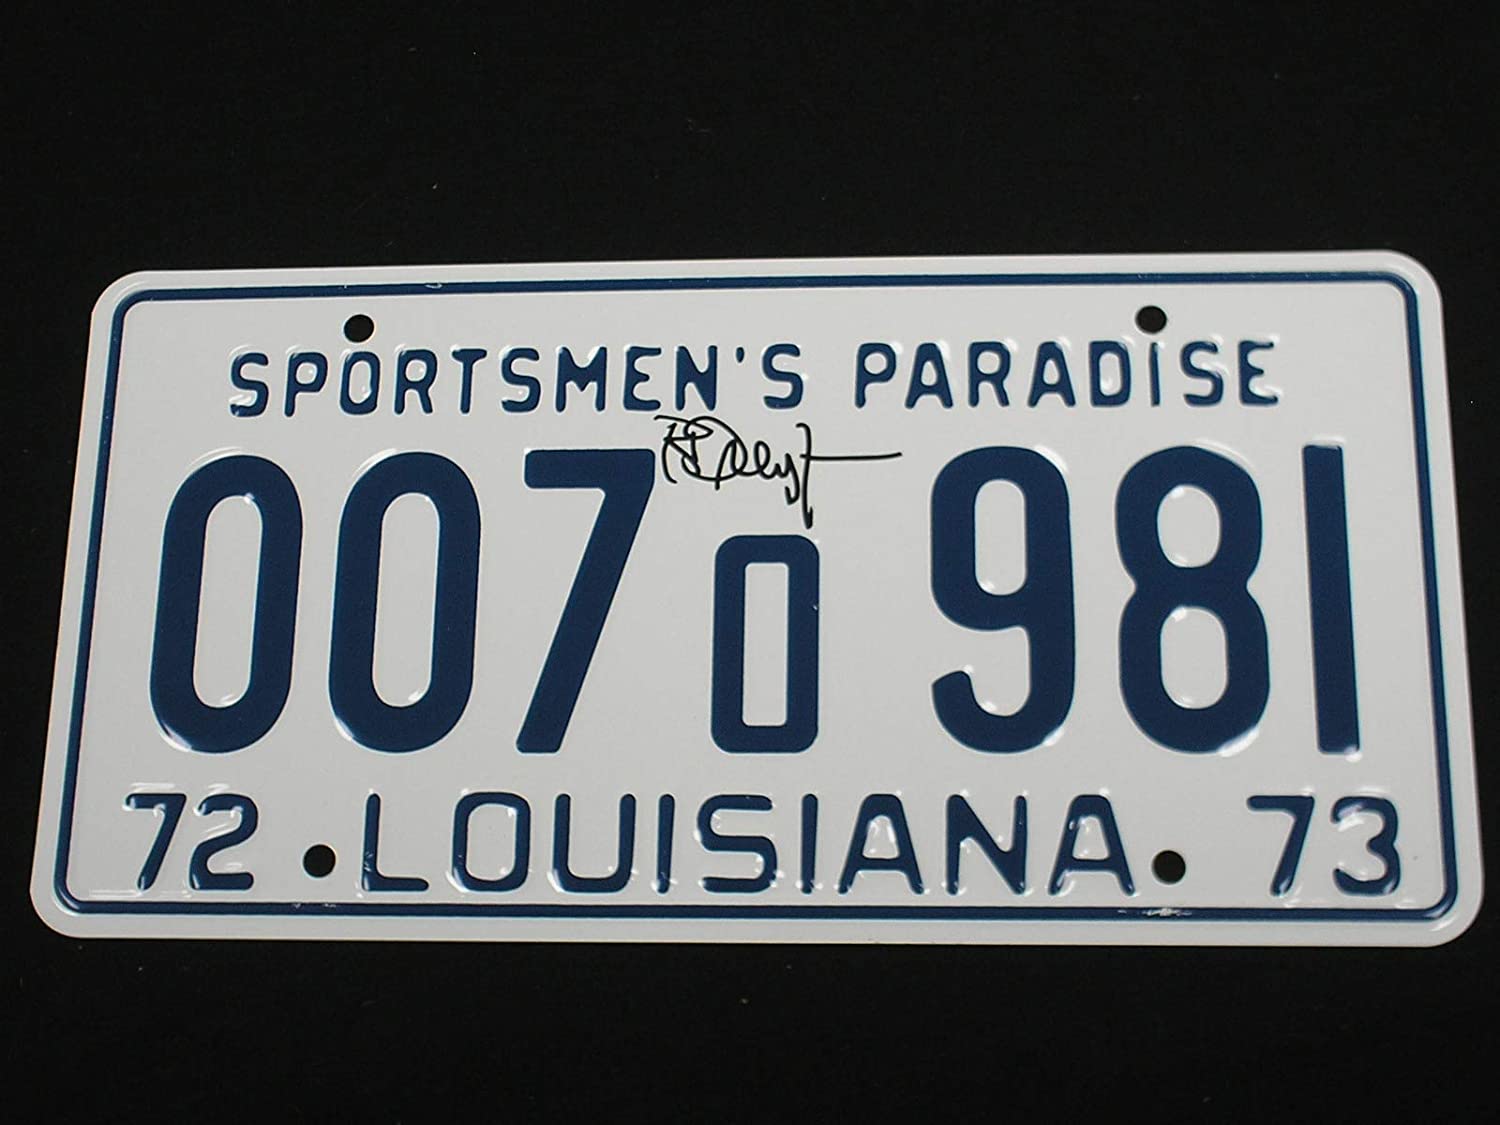 SPORTSMEN'S PARADISE
007 0 981
72 LOUISIANA 73